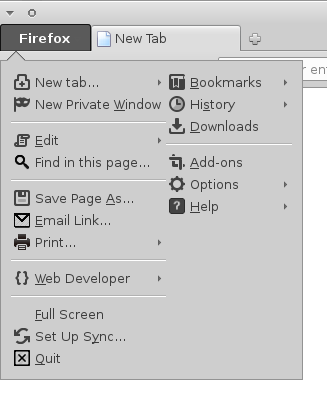 Firefox
New Tab
New tab...
New Private Window
Edit
Find in this page...
Save Page As...
Email Link...
Print...
Web Developer
Full Screen
Set Up Sync...
Quit
Bookmarks
History
Downloads
Add-ons
Options
Help